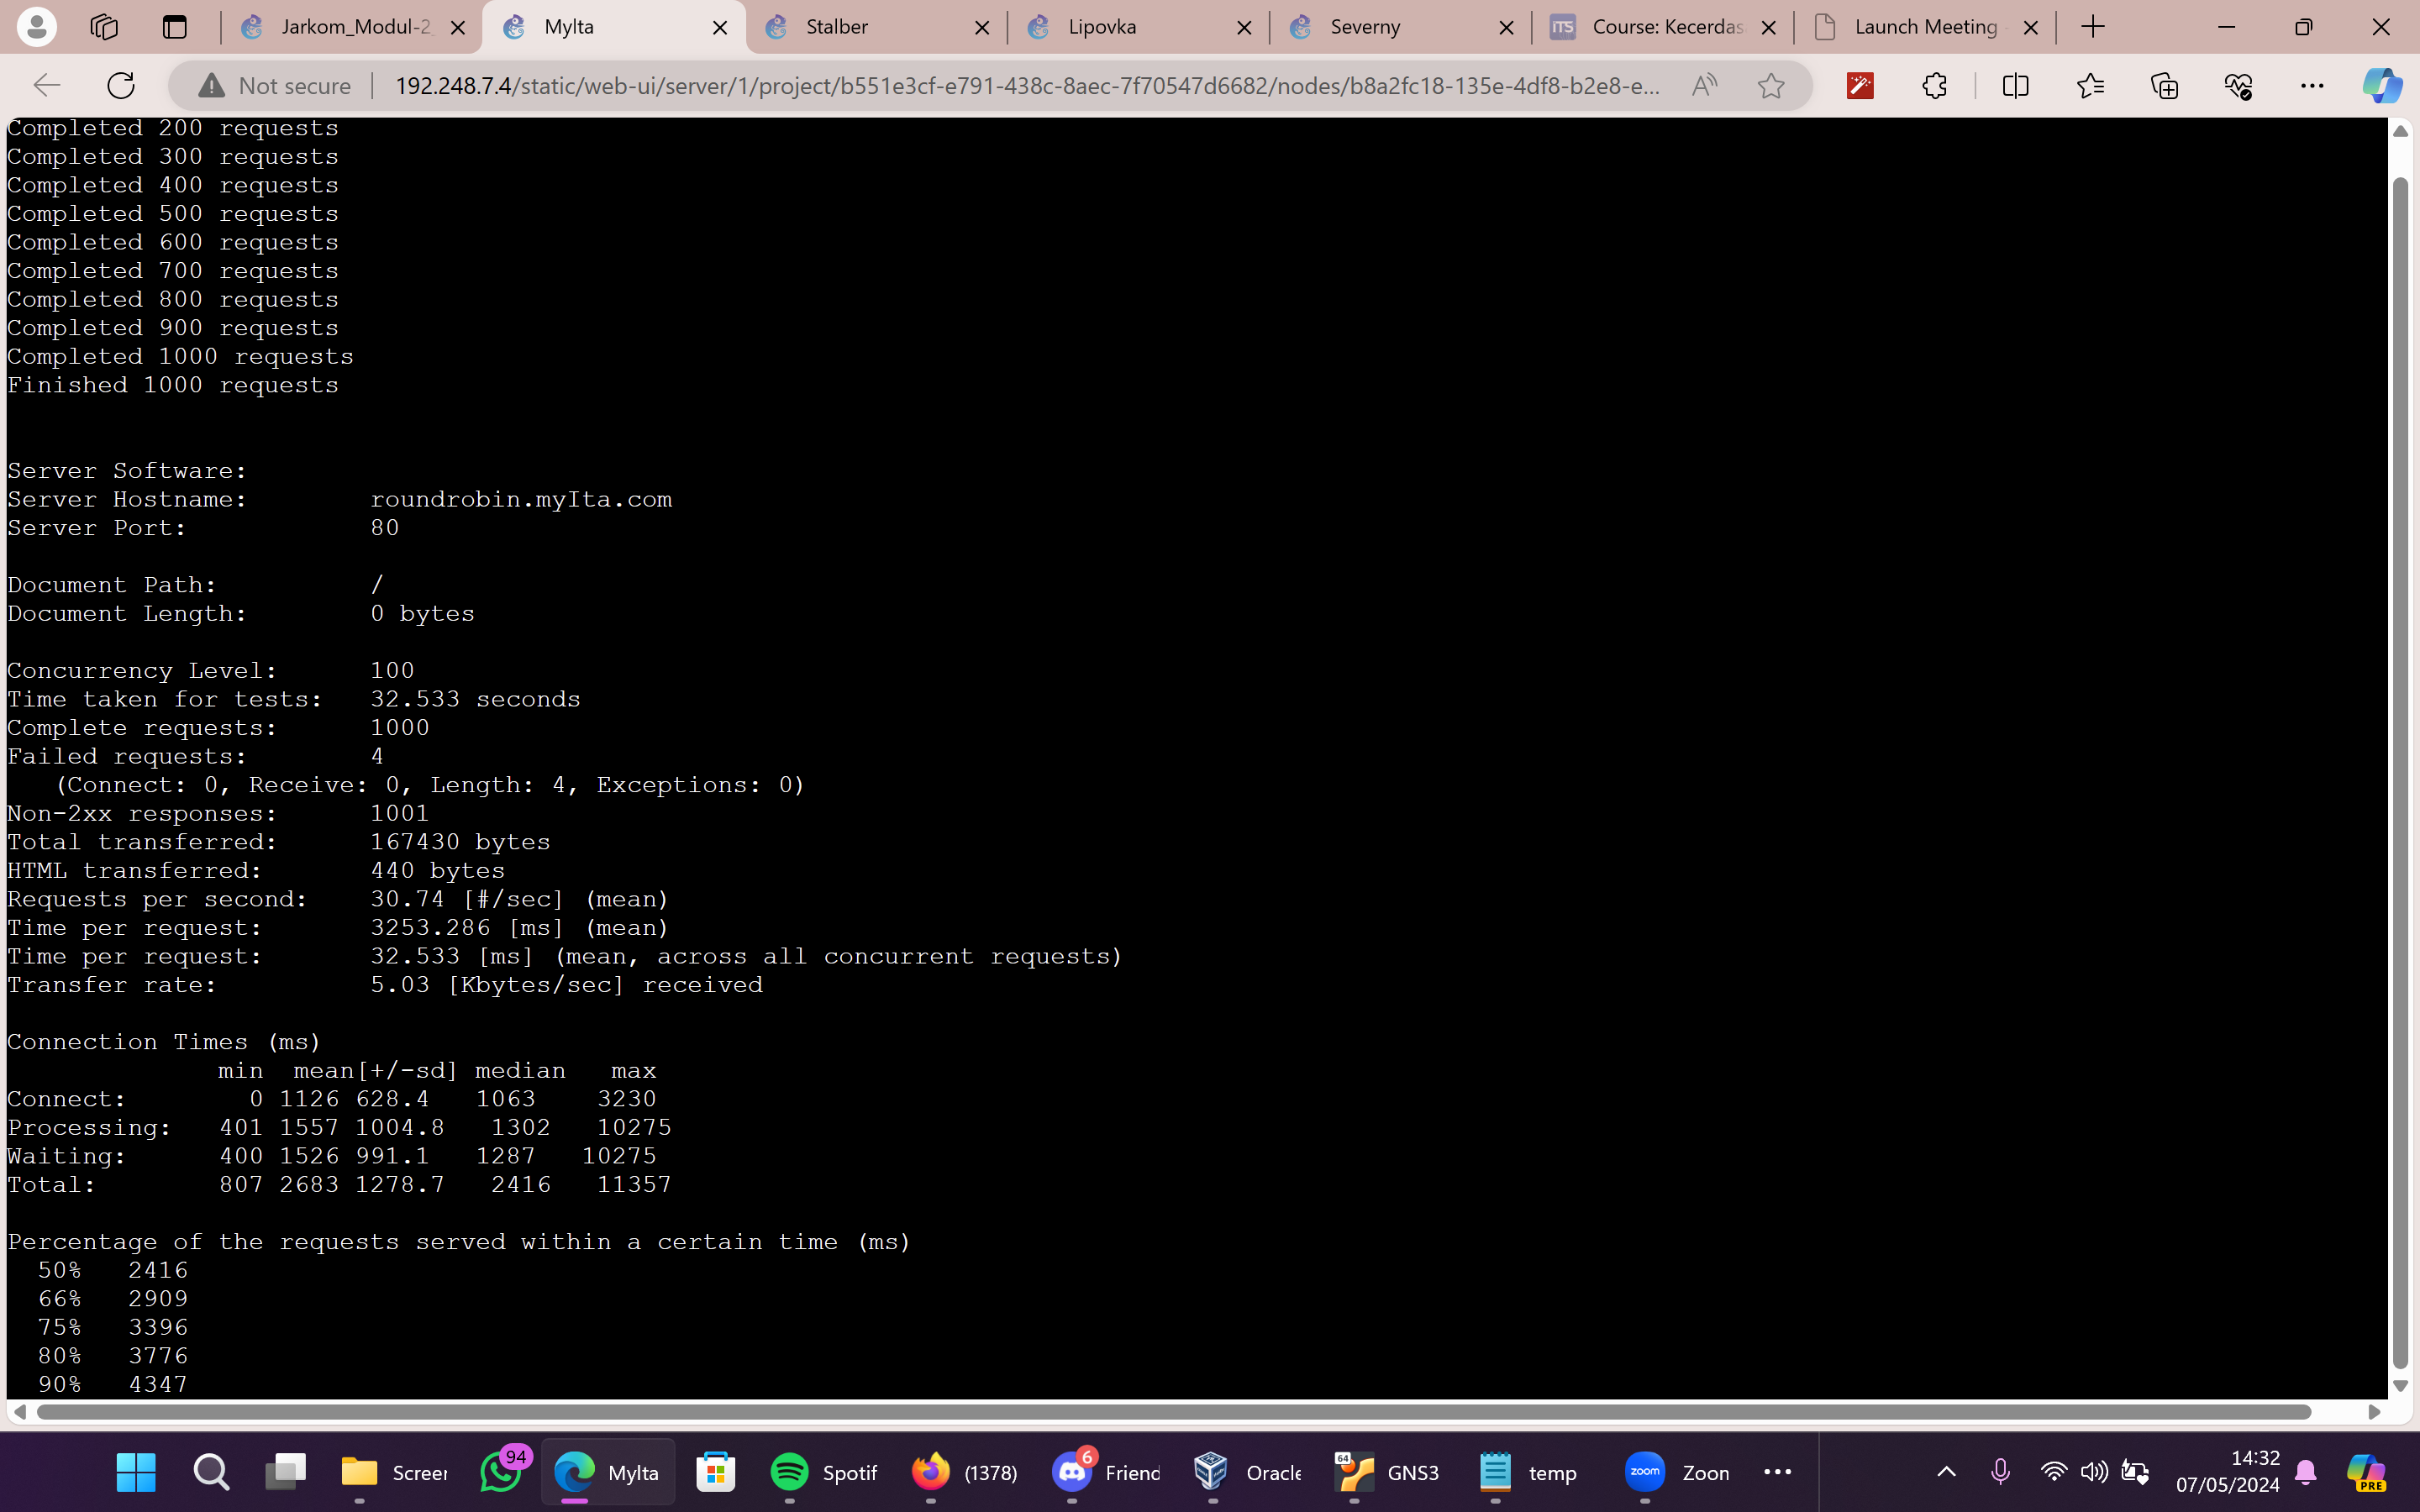 Jarkom_Modul-2
MyIta
Stalber
Lipovka
Severny
ITS
Course: Kecerdas
Launch Meeting
Not secure
192.248.7.4/static/web-ui/server/1/project/b551e3cf-e791-438c-8aec-7f70547d6682/nodes/b8a2fc18-135e-4df8-b2e8-e...
Completed 200 requests
Completed 300 requests
Completed 400 requests
Completed 500 requests
Completed 600 requests
Completed 700 requests
Completed 800 requests
Completed 900 requests
Completed 1000 requests
Finished 1000 requests
Server Software:
Server Hostname: roundrobin.myIta.com
Server Port: 80
Document Path: /
Document Length: 0 bytes
Concurrency Level: 100
Time taken for tests: 32.533 seconds
Complete requests: 1000
Failed requests: 4
(Connect: 0, Receive: 0, Length: 4, Exceptions: 0)
Non-2xx responses: 1001
Total transferred: 167430 bytes
HTML transferred: 440 bytes
Requests per second: 30.74 [#/sec] (mean)
Time per request: 3253.286 [ms] (mean)
Time per request: 32.533 [ms] (mean, across all concurrent requests)
Transfer rate: 5.03 [Kbytes/sec] received
Connection Times (ms)
min mean[+/-sd] median max
Connect: 0 1126 628.4 1063 3230
Processing: 401 1557 1004.8 1302 10275
Waiting: 400 1526 991.1 1287 10275
Total: 807 2683 1278.7 2416 11357
Percentage of the requests served within a certain time (ms)
50% 2416
66% 2909
75% 3396
80% 3776
90% 4347
Screer
94
MyIta
Spotif
(1378)
6
Friend
Oracle
64
GNS3
temp
zoom
Zoon
14:32
07/05/2024
PRE